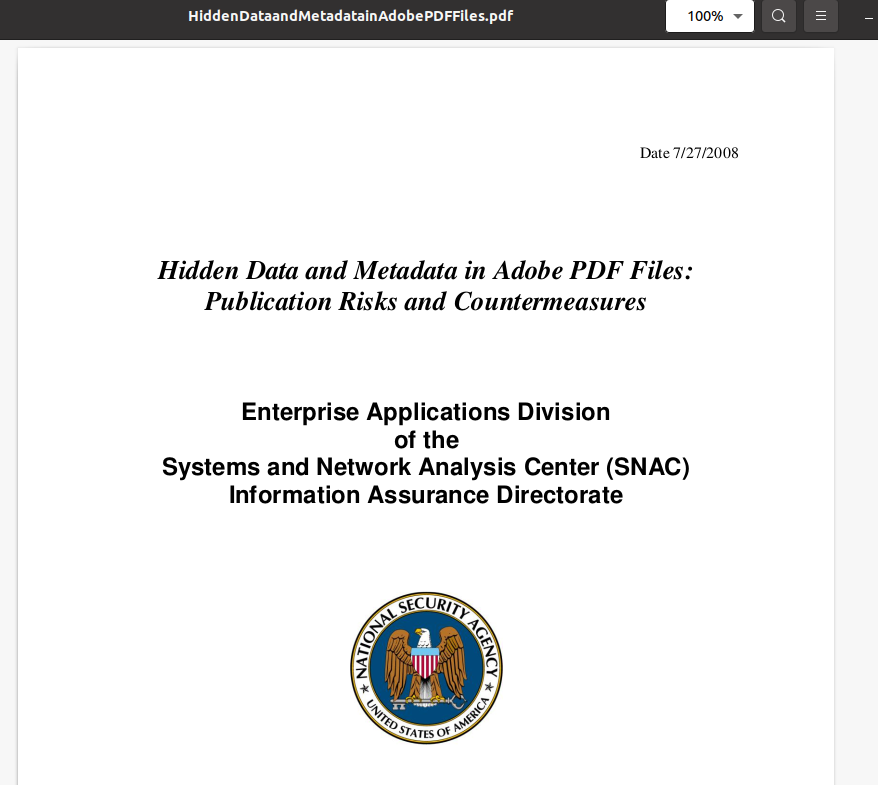 HiddenDataandMetadatainAdobePDFFiles.pdf
100%
Date 7/27/2008
Hidden Data and Metadata in Adobe PDF Files:
Publication Risks and Countermeasures
Enterprise Applications Division
of the
Systems and Network Analysis Center (SNAC)
Information Assurance Directorate
NATIONAL SECURITY AGENCY
UNITED STATES OF AMERICA